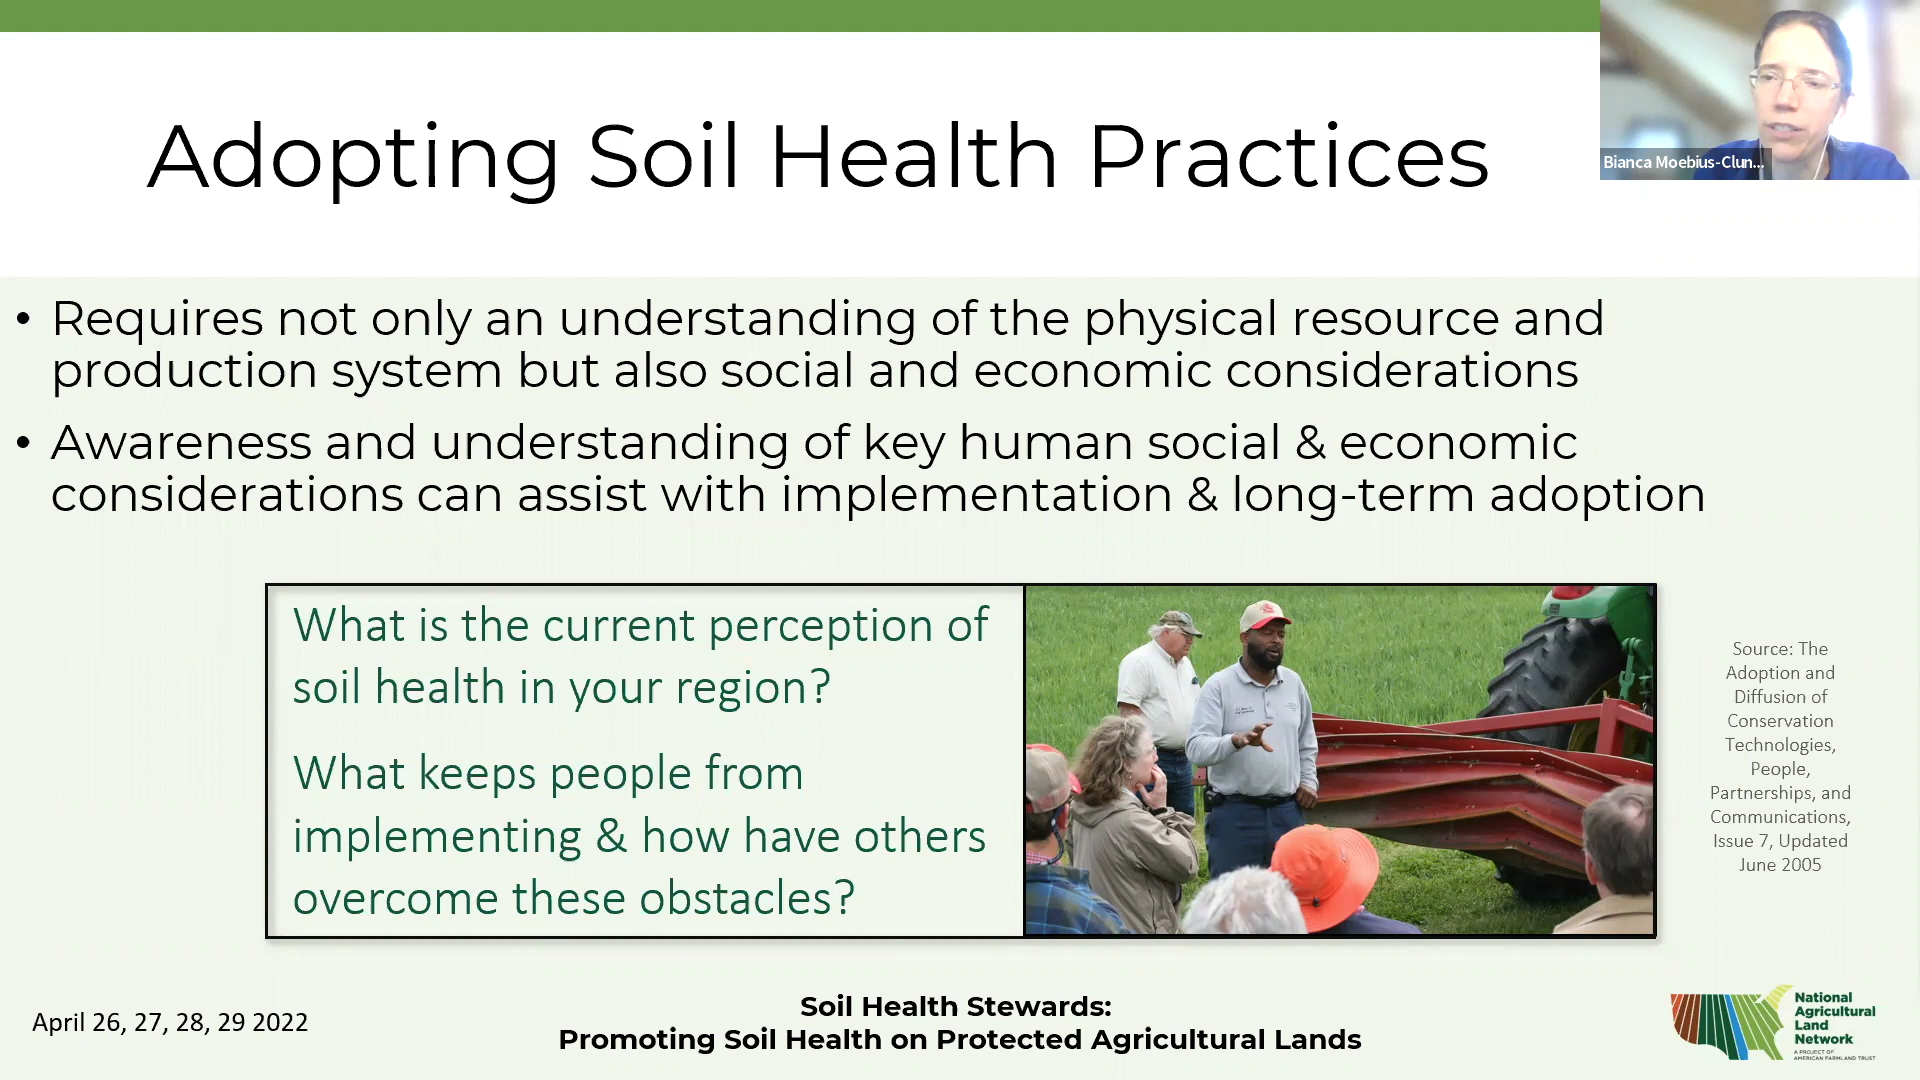 Adopting Soil Health Practices
Bianca Moebius-Clun...
• Requires not only an understanding of the physical resource and
production system but also social and economic considerations
• Awareness and understanding of key human social & economic
considerations can assist with implementation & long-term adoption
What is the current perception of
soil health in your region?
What keeps people from
implementing & how have others
overcome these obstacles?
Source: The
Adoption and
Diffusion of
Conservation
Technologies,
People,
Partnerships, and
Communications,
Issue 7, Updated
June 2005
April 26, 27, 28, 29 2022
Soil Health Stewards:
Promoting Soil Health on Protected Agricultural Lands
National
Agricultural
Land
Network
A PROJECT OF
AMERICAN FARMLAND TRUST